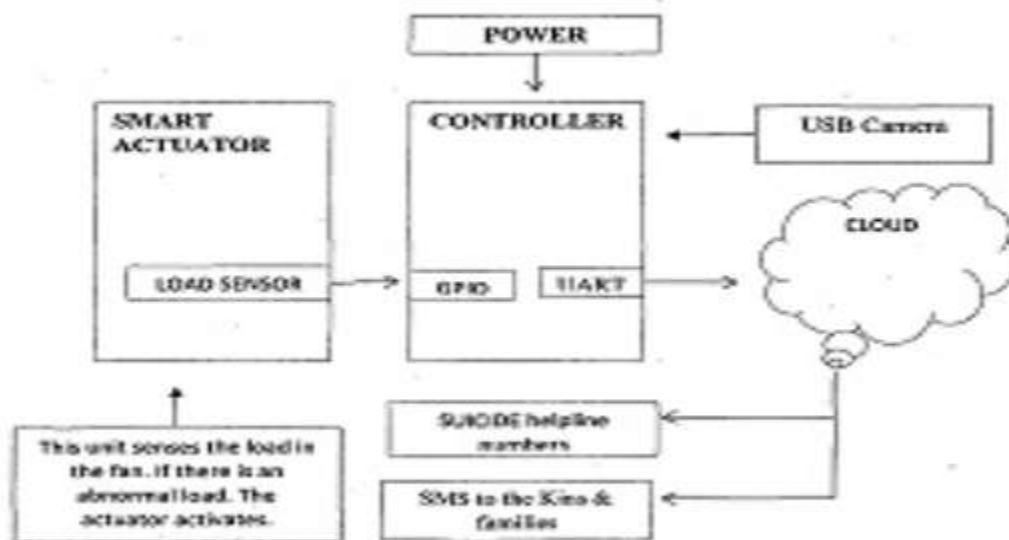 POWER
SMART
ACTUATOR
CONTROLLER
USB Camera
CLOUD
LOAD SENSOR
GPIO
UART
SUICIDE helpline
numbers
This unit senses the load in
the fan. If there is an
abnormal load. The
actuator activates.
SMS to the Kins &
families